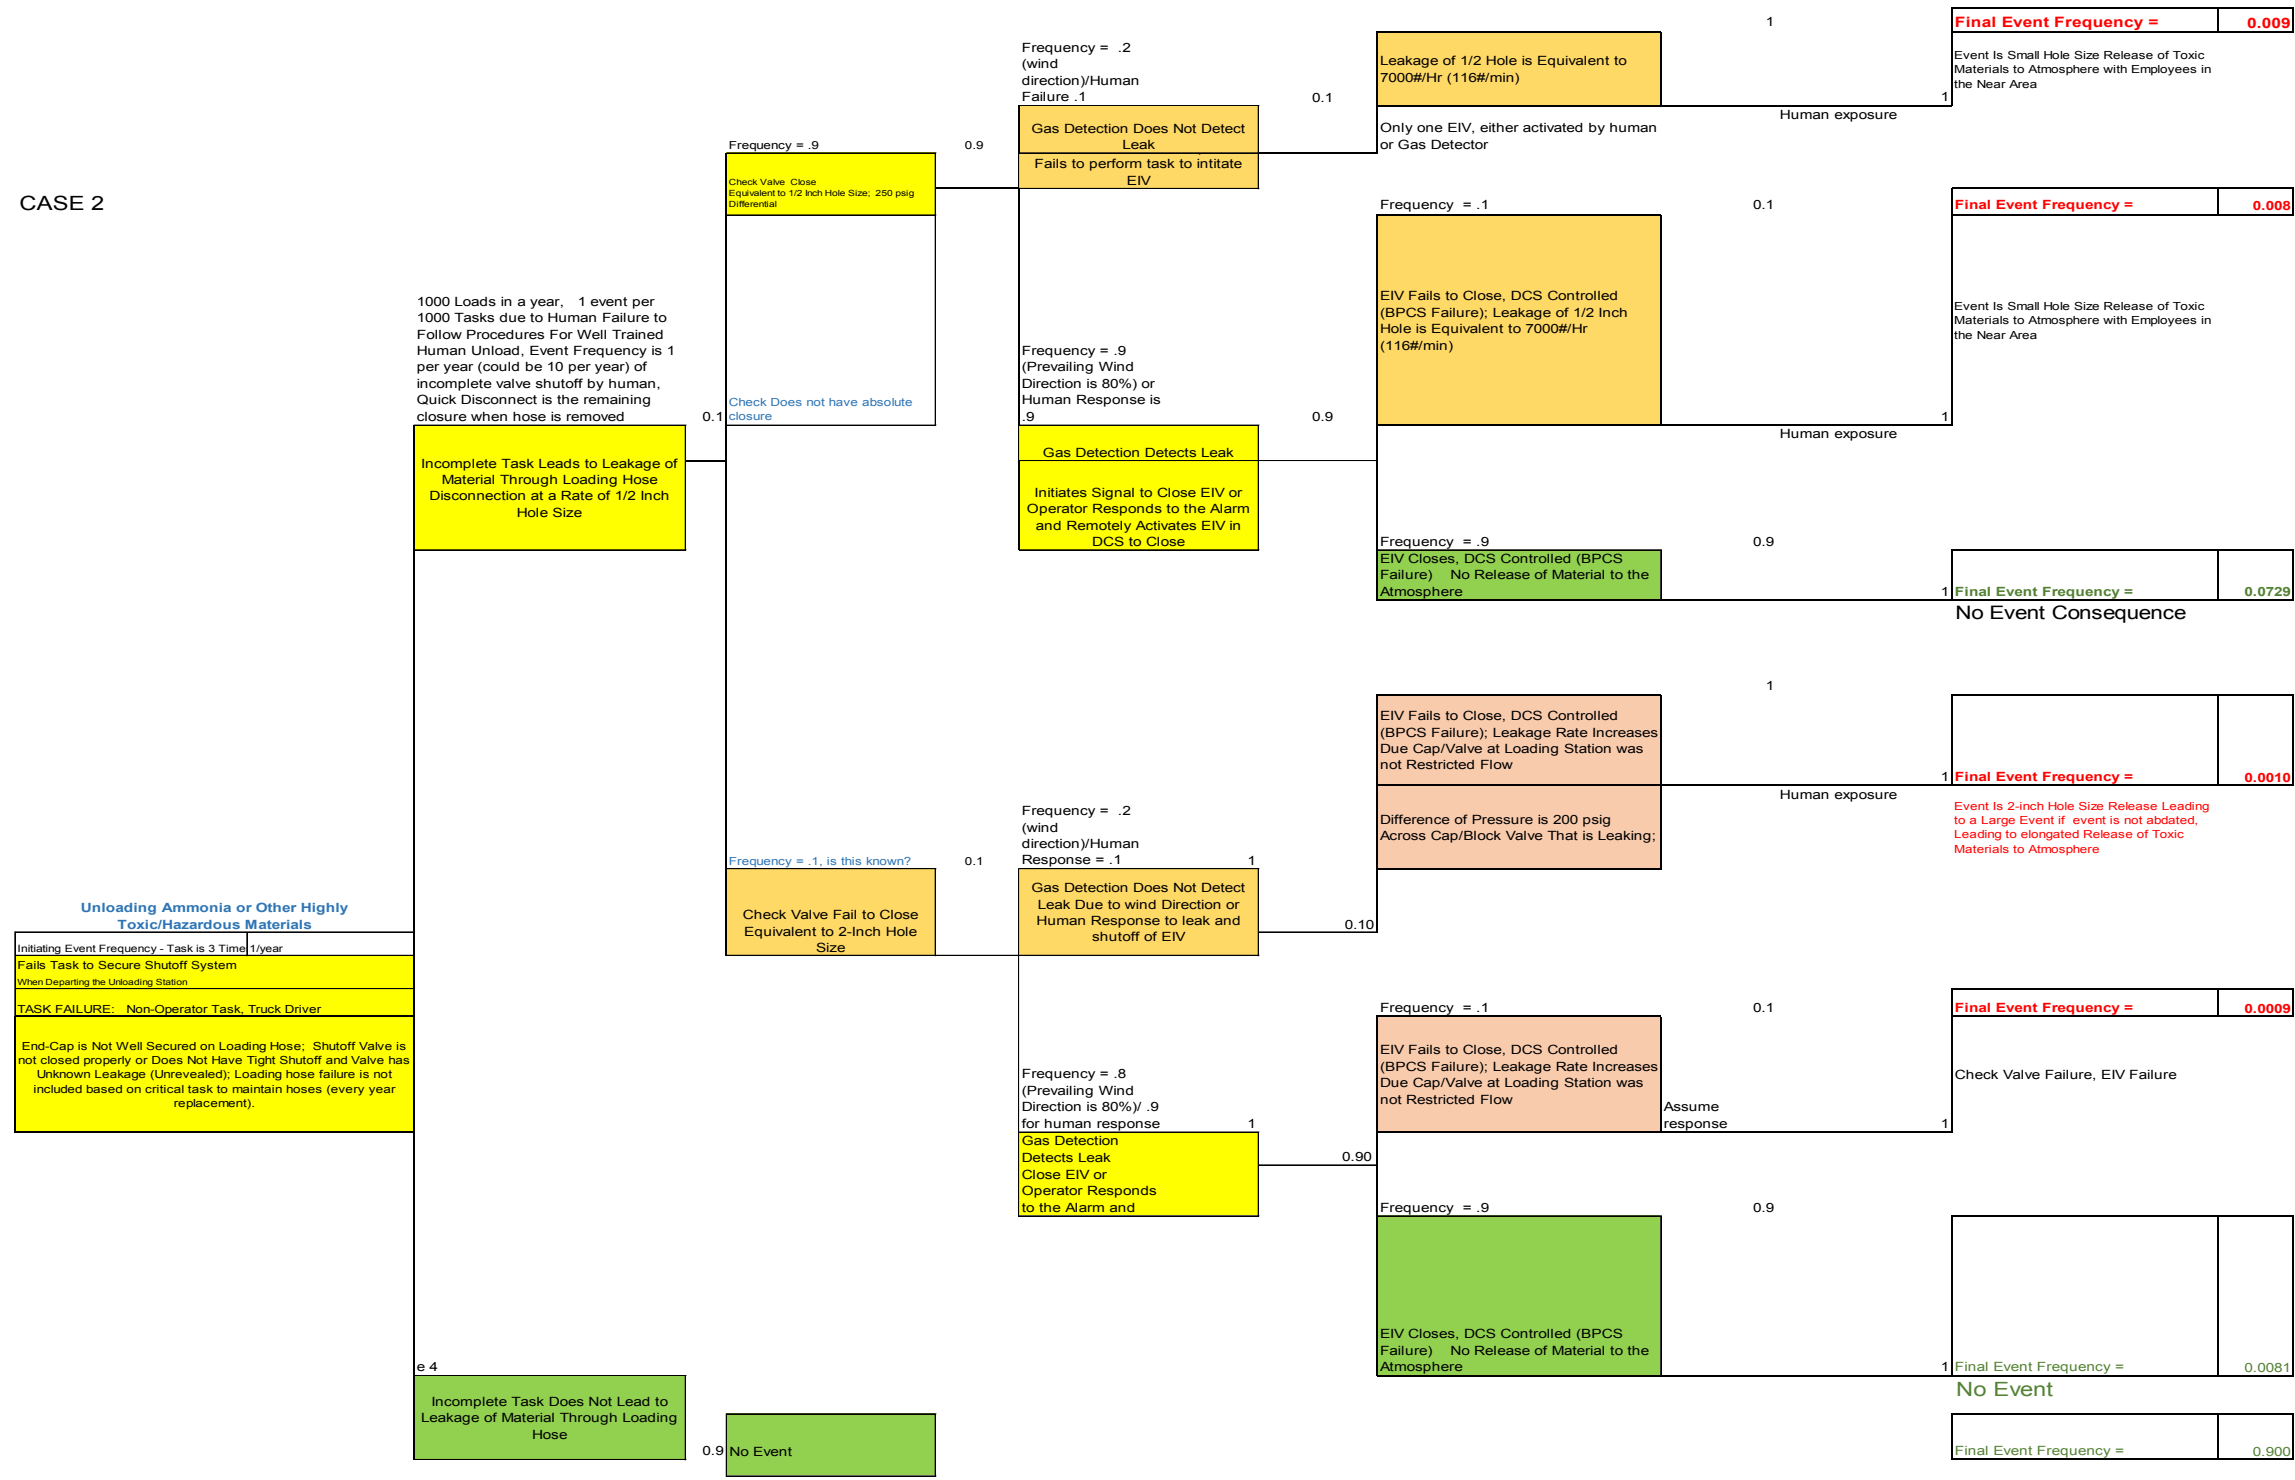 CASE 2
Unloading Ammonia or Other Highly
Toxic/Hazardous Materials
Initiating Event Frequency - Task is 3 Time 1/year
Fails Task to Secure Shutoff System
When Departing the Unloading Station
TASK FAILURE:   Non-Operator Task, Truck Driver
End-Cap is Not Well Secured on Loading Hose;  Shutoff Valve is
not closed properly or Does Not Have Tight Shutoff and Valve has
Unknown Leakage (Unrevealed); Loading hose failure is not
included based on critical task to maintain hoses (every year
replacement).
1000 Loads in a year,   1 event per
1000 Tasks due to Human Failure to
Follow Procedures For Well Trained
Human Unload, Event Frequency is 1
per year (could be 10 per year) of
incomplete valve shutoff by human,
Quick Disconnect is the remaining
closure when hose is removed
0.1
Incomplete Task Leads to Leakage of
Material Through Loading Hose
Disconnection at a Rate of 1/2 Inch
Hole Size
e 4
Incomplete Task Does Not Lead to
Leakage of Material Through Loading
Hose
0.9
No Event
Frequency = .9
0.9
Check Valve  Close
Equivalent to 1/2 Inch Hole Size;  250 psig
Differential
Check Does not have absolute
closure
Frequency = .1, is this known?
0.1
Check Valve Fail to Close
Equivalent to 2-Inch Hole
Size
Frequency =  .2
(wind
direction)/Human
Failure .1
0.1
Gas Detection Does Not Detect
Leak
Fails to perform task to intitate
EIV
Frequency = .9
(Prevailing Wind
Direction is 80%) or
Human Response is
.9
0.9
Gas Detection Detects Leak
Initiates Signal to Close EIV or
Operator Responds to the Alarm
and Remotely Activates EIV in
DCS to Close
Frequency =  .2
(wind
direction)/Human
Response = .1
1
Gas Detection Does Not Detect
Leak Due to wind Direction or
Human Response to leak and
shutoff of EIV
0.10
Frequency = .8
(Prevailing Wind
Direction is 80%)/ .9
for human response
1
Gas Detection
Detects Leak
Close EIV or
Operator Responds
to the Alarm and
0.90
1
Leakage of 1/2 Hole is Equivalent to
7000#/Hr (116#/min)
Only one EIV, either activated by human
or Gas Detector
Human exposure
1
Final Event Frequency =
0.009
Event Is Small Hole Size Release of Toxic
Materials to Atmosphere with Employees in
the Near Area
Frequency  = .1
0.1
EIV Fails to Close, DCS Controlled
(BPCS Failure); Leakage of 1/2 Inch
Hole is Equivalent to 7000#/Hr
(116#/min)
Human exposure
1
Final Event Frequency =
0.008
Event Is Small Hole Size Release of Toxic
Materials to Atmosphere with Employees in
the Near Area
Frequency  = .9
0.9
EIV Closes, DCS Controlled (BPCS
Failure)    No Release of Material to the
Atmosphere
1
Final Event Frequency =
0.0729
No Event Consequence
1
EIV Fails to Close, DCS Controlled
(BPCS Failure); Leakage Rate Increases
Due Cap/Valve at Loading Station was
not Restricted Flow
Difference of Pressure is 200 psig
Across Cap/Block Valve That is Leaking;
Human exposure
1
Final Event Frequency =
0.0010
Event Is 2-inch Hole Size Release Leading
to a Large Event if  event is not abdated,
Leading to elongated Release of Toxic
Materials to Atmosphere
Frequency  = .1
0.1
EIV Fails to Close, DCS Controlled
(BPCS Failure); Leakage Rate Increases
Due Cap/Valve at Loading Station was
not Restricted Flow
Assume
response
1
Final Event Frequency =
0.0009
Check Valve Failure, EIV Failure
Frequency  = .9
0.9
EIV Closes, DCS Controlled (BPCS
Failure)    No Release of Material to the
Atmosphere
1
Final Event Frequency =
0.0081
No Event
Final Event Frequency =
0.900